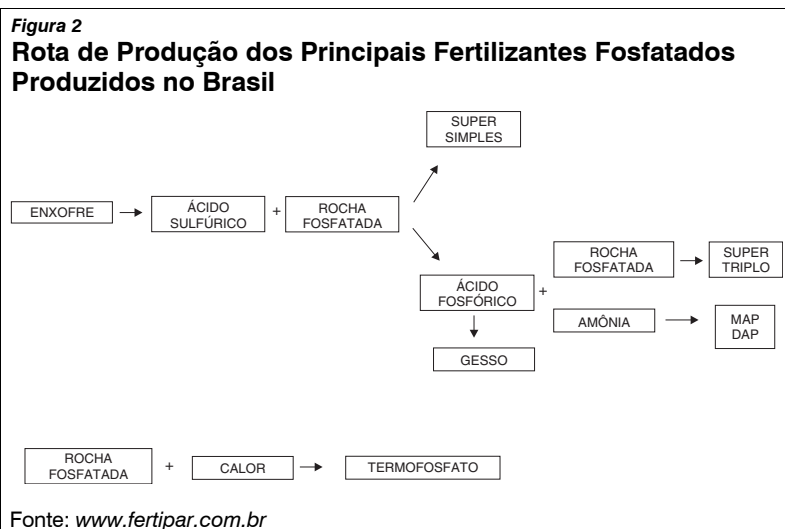 Figura 2
Rota de Produção dos Principais Fertilizantes Fosfatados
Produzidos no Brasil
SUPER
SIMPLES
ENXOFRE
ÁCIDO
SULFÚRICO
+
ROCHA
FOSFATADA
ÁCIDO
FOSFÓRICO
+
ROCHA
FOSFATADA
SUPER
TRIPLO
AMÔNIA
MAP
DAP
GESSO
ROCHA
FOSFATADA
+
CALOR
TERMOFOSFATO
Fonte: www.fertipar.com.br